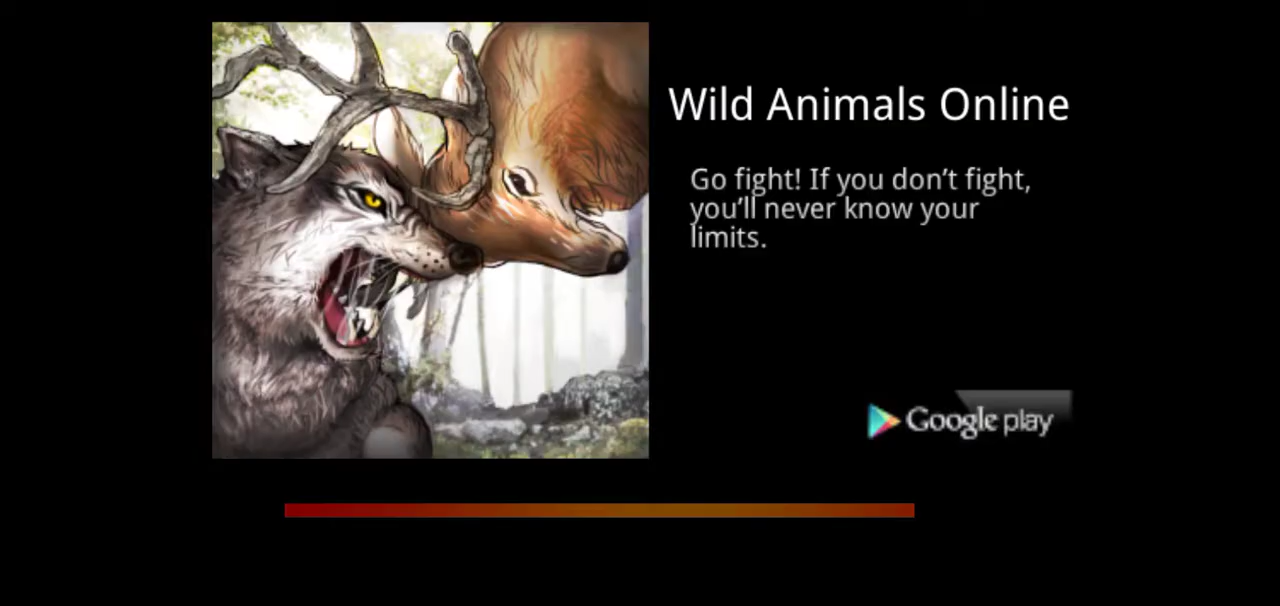 Wild Animals Online
Go fight! If you don’t fight,
you’ll never know your
limits.
Google play